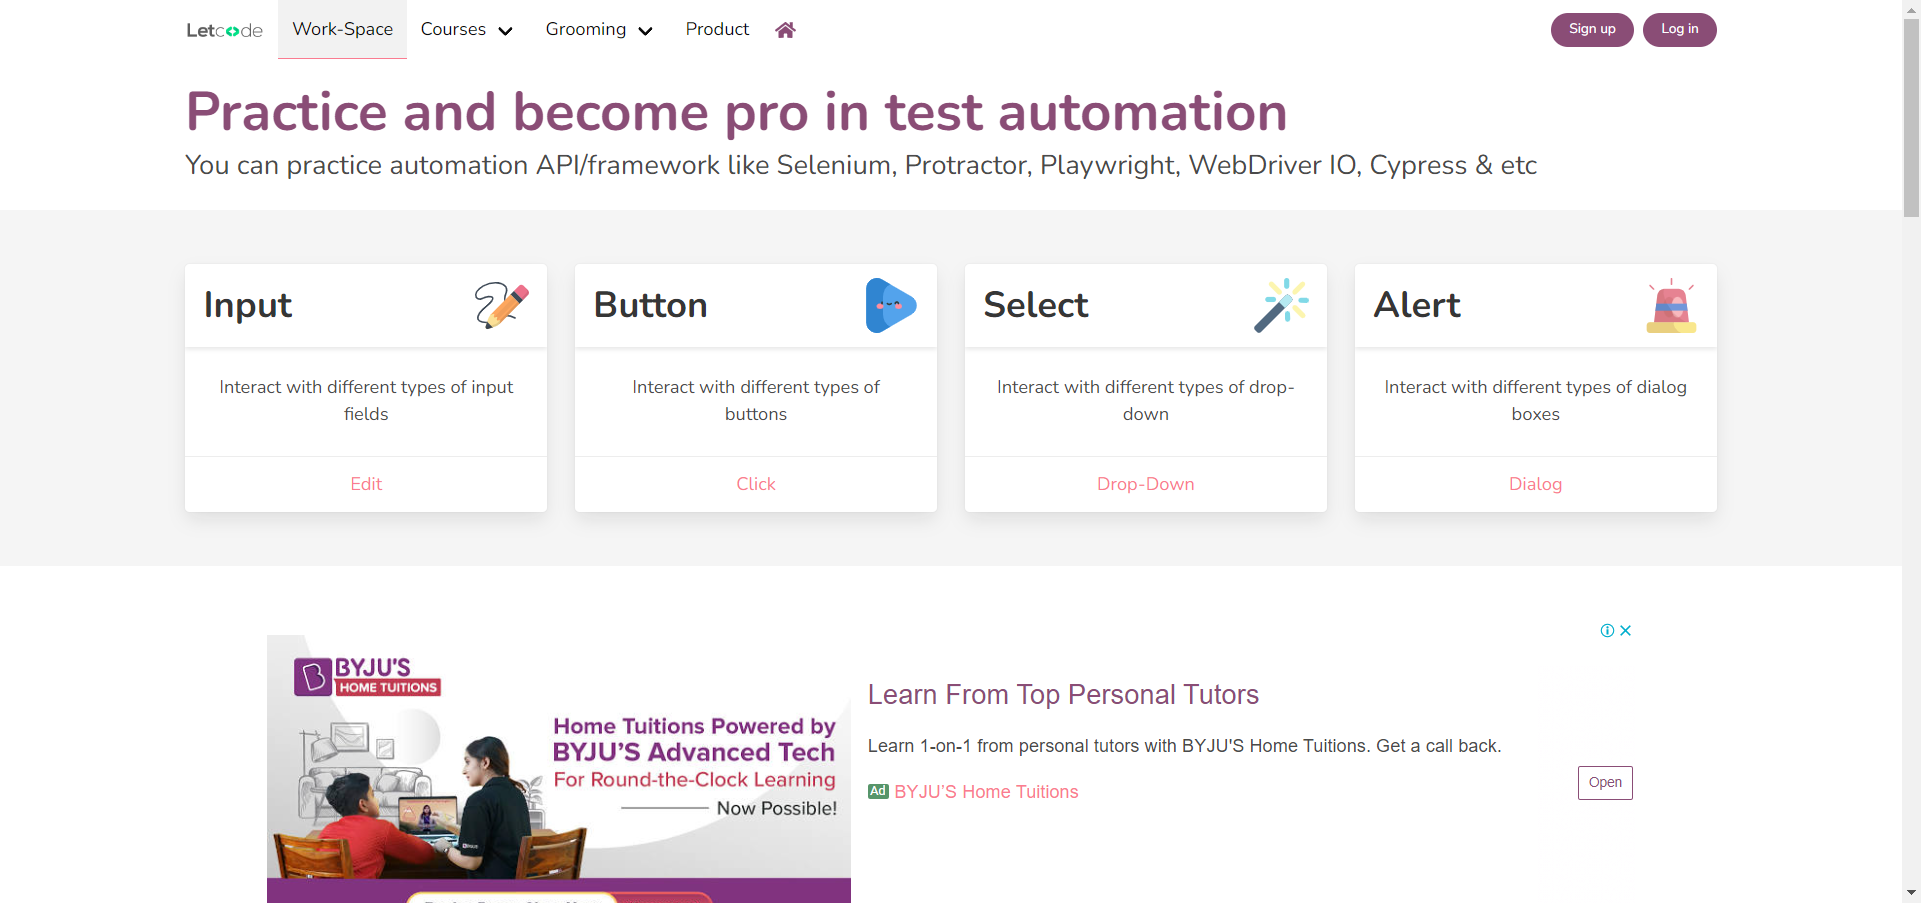 Letcode
Work-Space
Courses
Grooming
Product
Sign up
Log in
Practice and become pro in test automation
You can practice automation API/framework like Selenium, Protractor, Playwright, WebDriver IO, Cypress & etc
Input
Interact with different types of input
fields
Edit
Button
Interact with different types of
buttons
Click
Select
Interact with different types of drop-
down
Drop-Down
Alert
Interact with different types of dialog
boxes
Dialog
BYJU'S
HOME TUITIONS
Home Tuitions Powered by
BYJU'S Advanced Tech
For Round-the-Clock Learning
Now Possible!
Learn From Top Personal Tutors
Learn 1-on-1 from personal tutors with BYJU'S Home Tuitions. Get a call back.
Ad BYJU'S Home Tuitions
Open